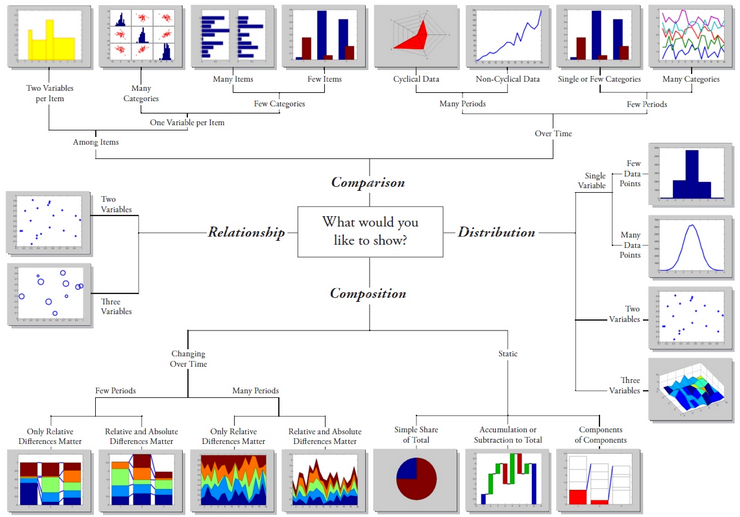 Two Variables
per Item
Many
Categories
Many Items
Few Items
Cyclical Data
Non-Cyclical Data
Single or Few Categories
Many Categories
Few Categories
Many Periods
Few Periods
One Variable per Item
Over Time
Among Items
Comparison
Two
Variables
Single
Variable
Few
Data
Points
What would you
like to show?
Relationship
Distribution
Many
Data
Points
Composition
Three
Variables
Two
Variables
Changing
Over Time
Static
Three
Variables
Few Periods
Many Periods
Only Relative
Differences Matter
Relative and Absolute
Differences Matter
Only Relative
Differences Matter
Relative and Absolute
Differences Matter
Simple Share
of Total
Accumulation or
Subtraction to Total
Components
of Components